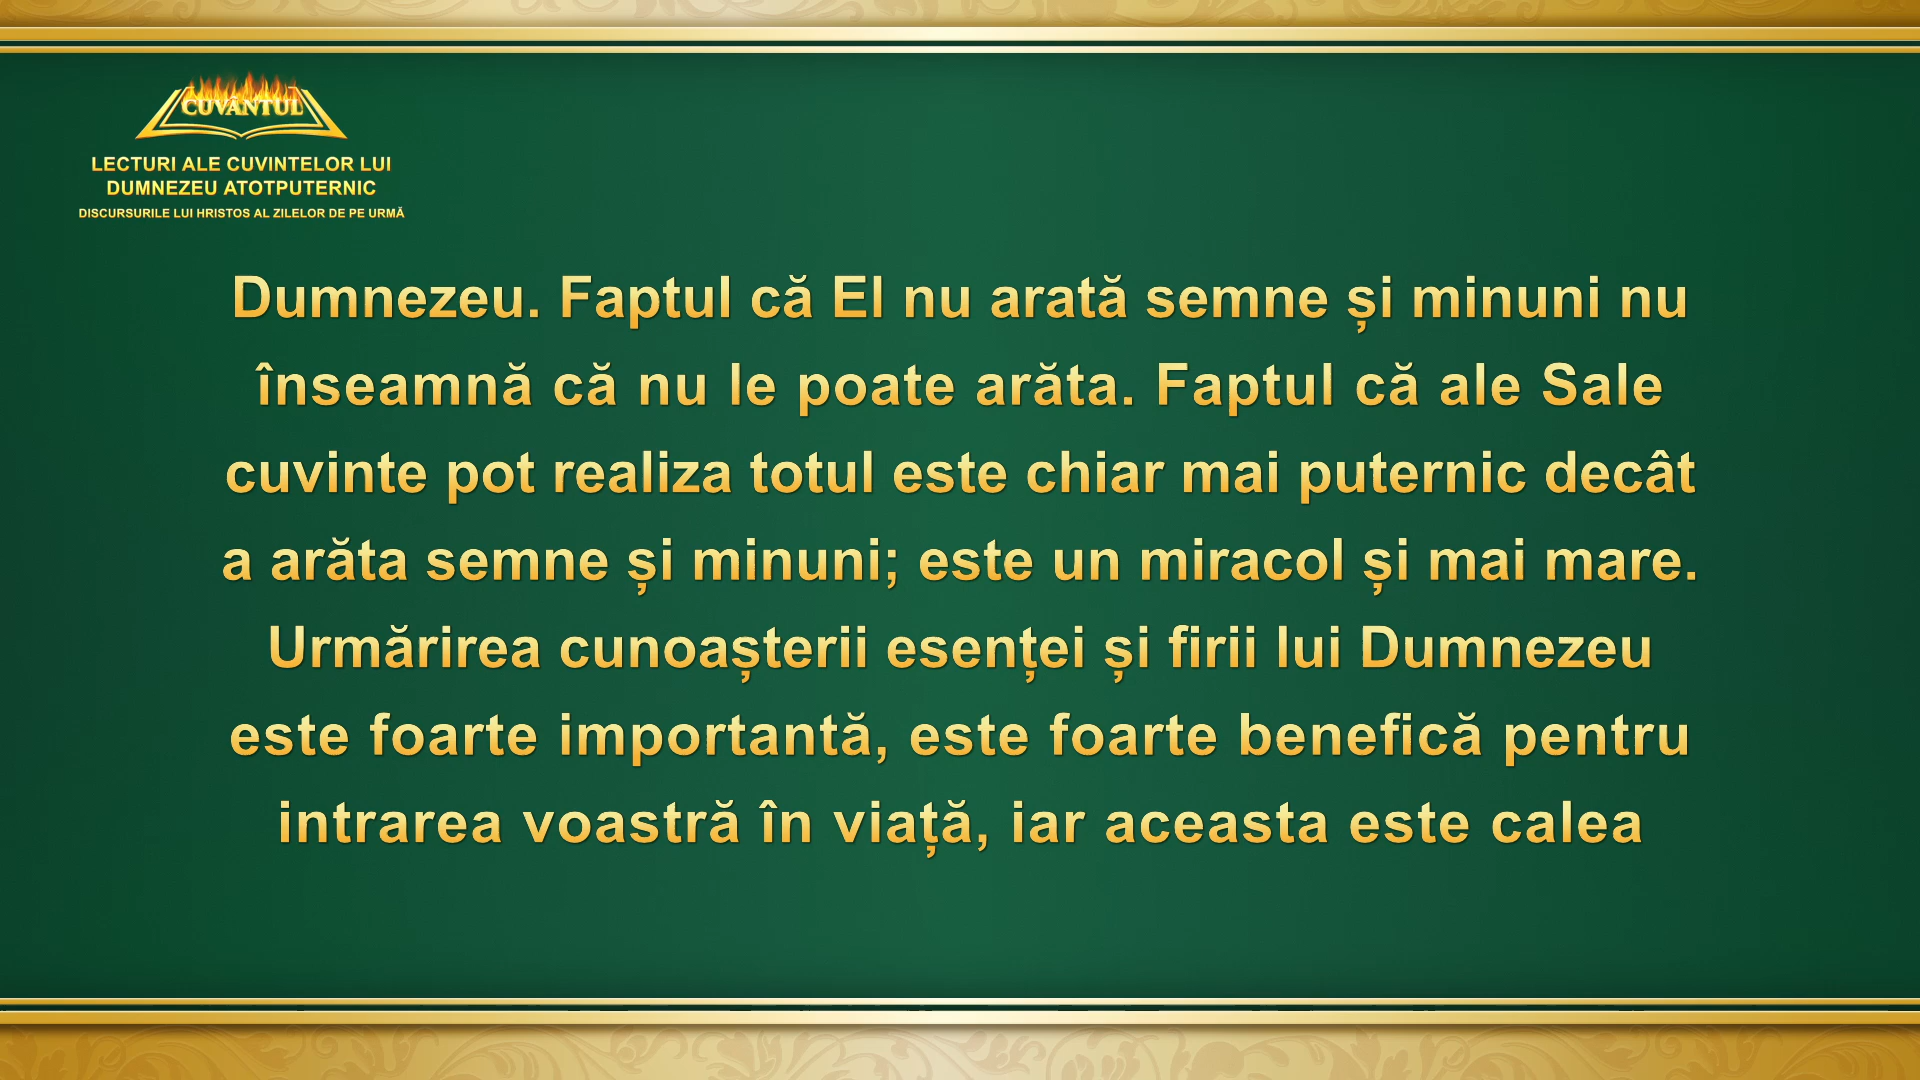 CUVÂNTUL
LECTURI ALE CUVINTELOR LUI
DUMNEZEU ATOTPUTERNIC
DISCURSURILE LUI HRISTOS AL ZILELOR DE PE URMĂ
Dumnezeu. Faptul că El nu arată semne și minuni nu
înseamnă că nu le poate arăta. Faptul că ale Sale
cuvinte pot realiza totul este chiar mai puternic decât
a arăta semne și minuni; este un miracol și mai mare.
Urmărirea cunoașterii esenței și firii lui Dumnezeu
este foarte importantă, este foarte benefică pentru
intrarea voastră în viață, iar aceasta este calea